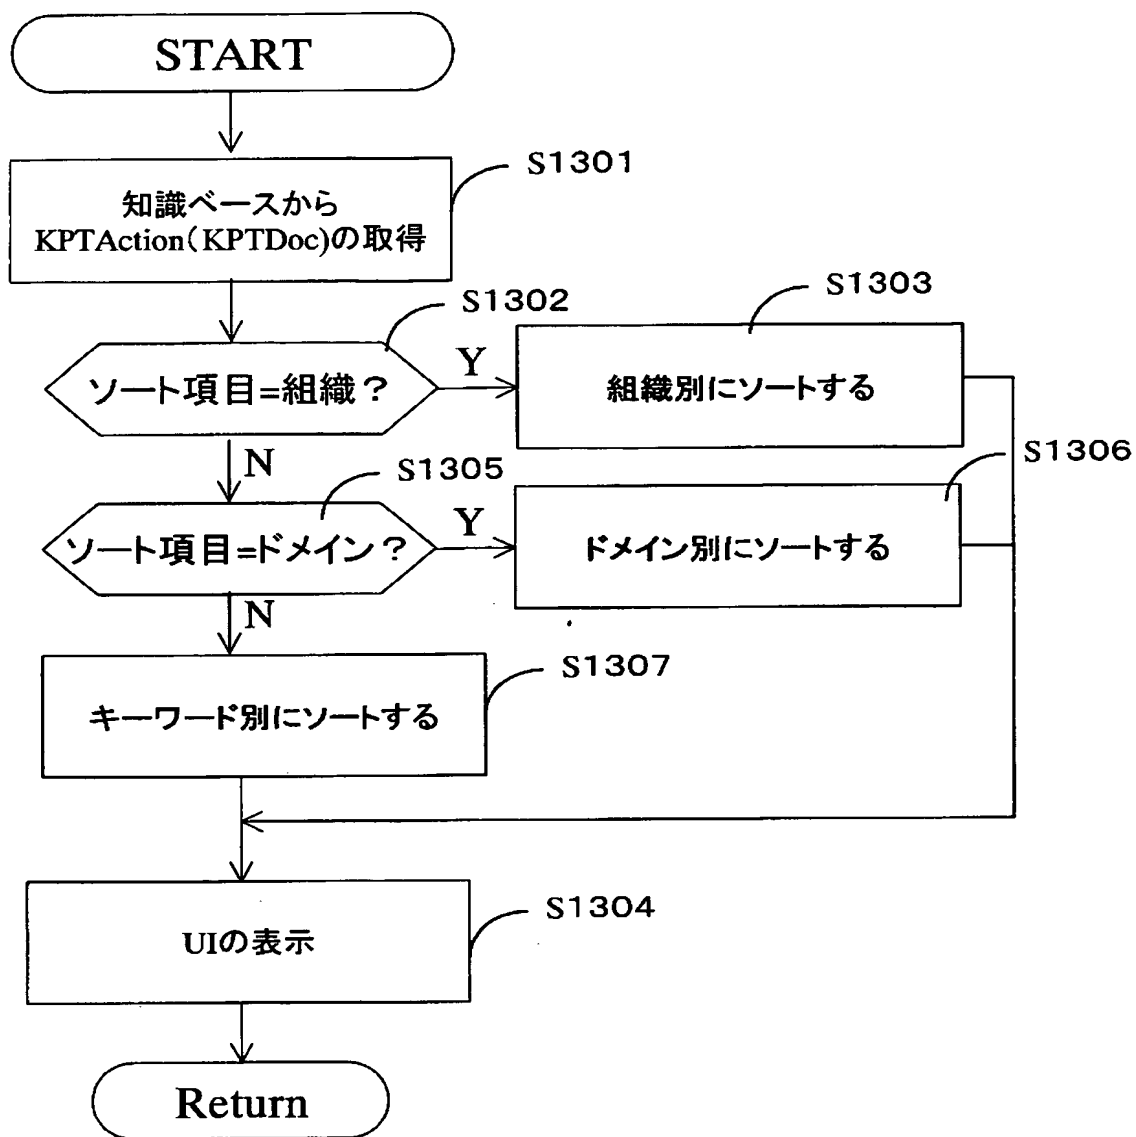 START
S1301
知識ベースから
KPTAction(KPTDoc)の取得
S1302
S1303
ソート項目=組織？
Y
組織別にソートする
N
S1305
S1306
ソート項目=ドメイン？
Y
ドメイン別にソートする
N
S1307
キーワード別にソートする
S1304
UIの表示
Return